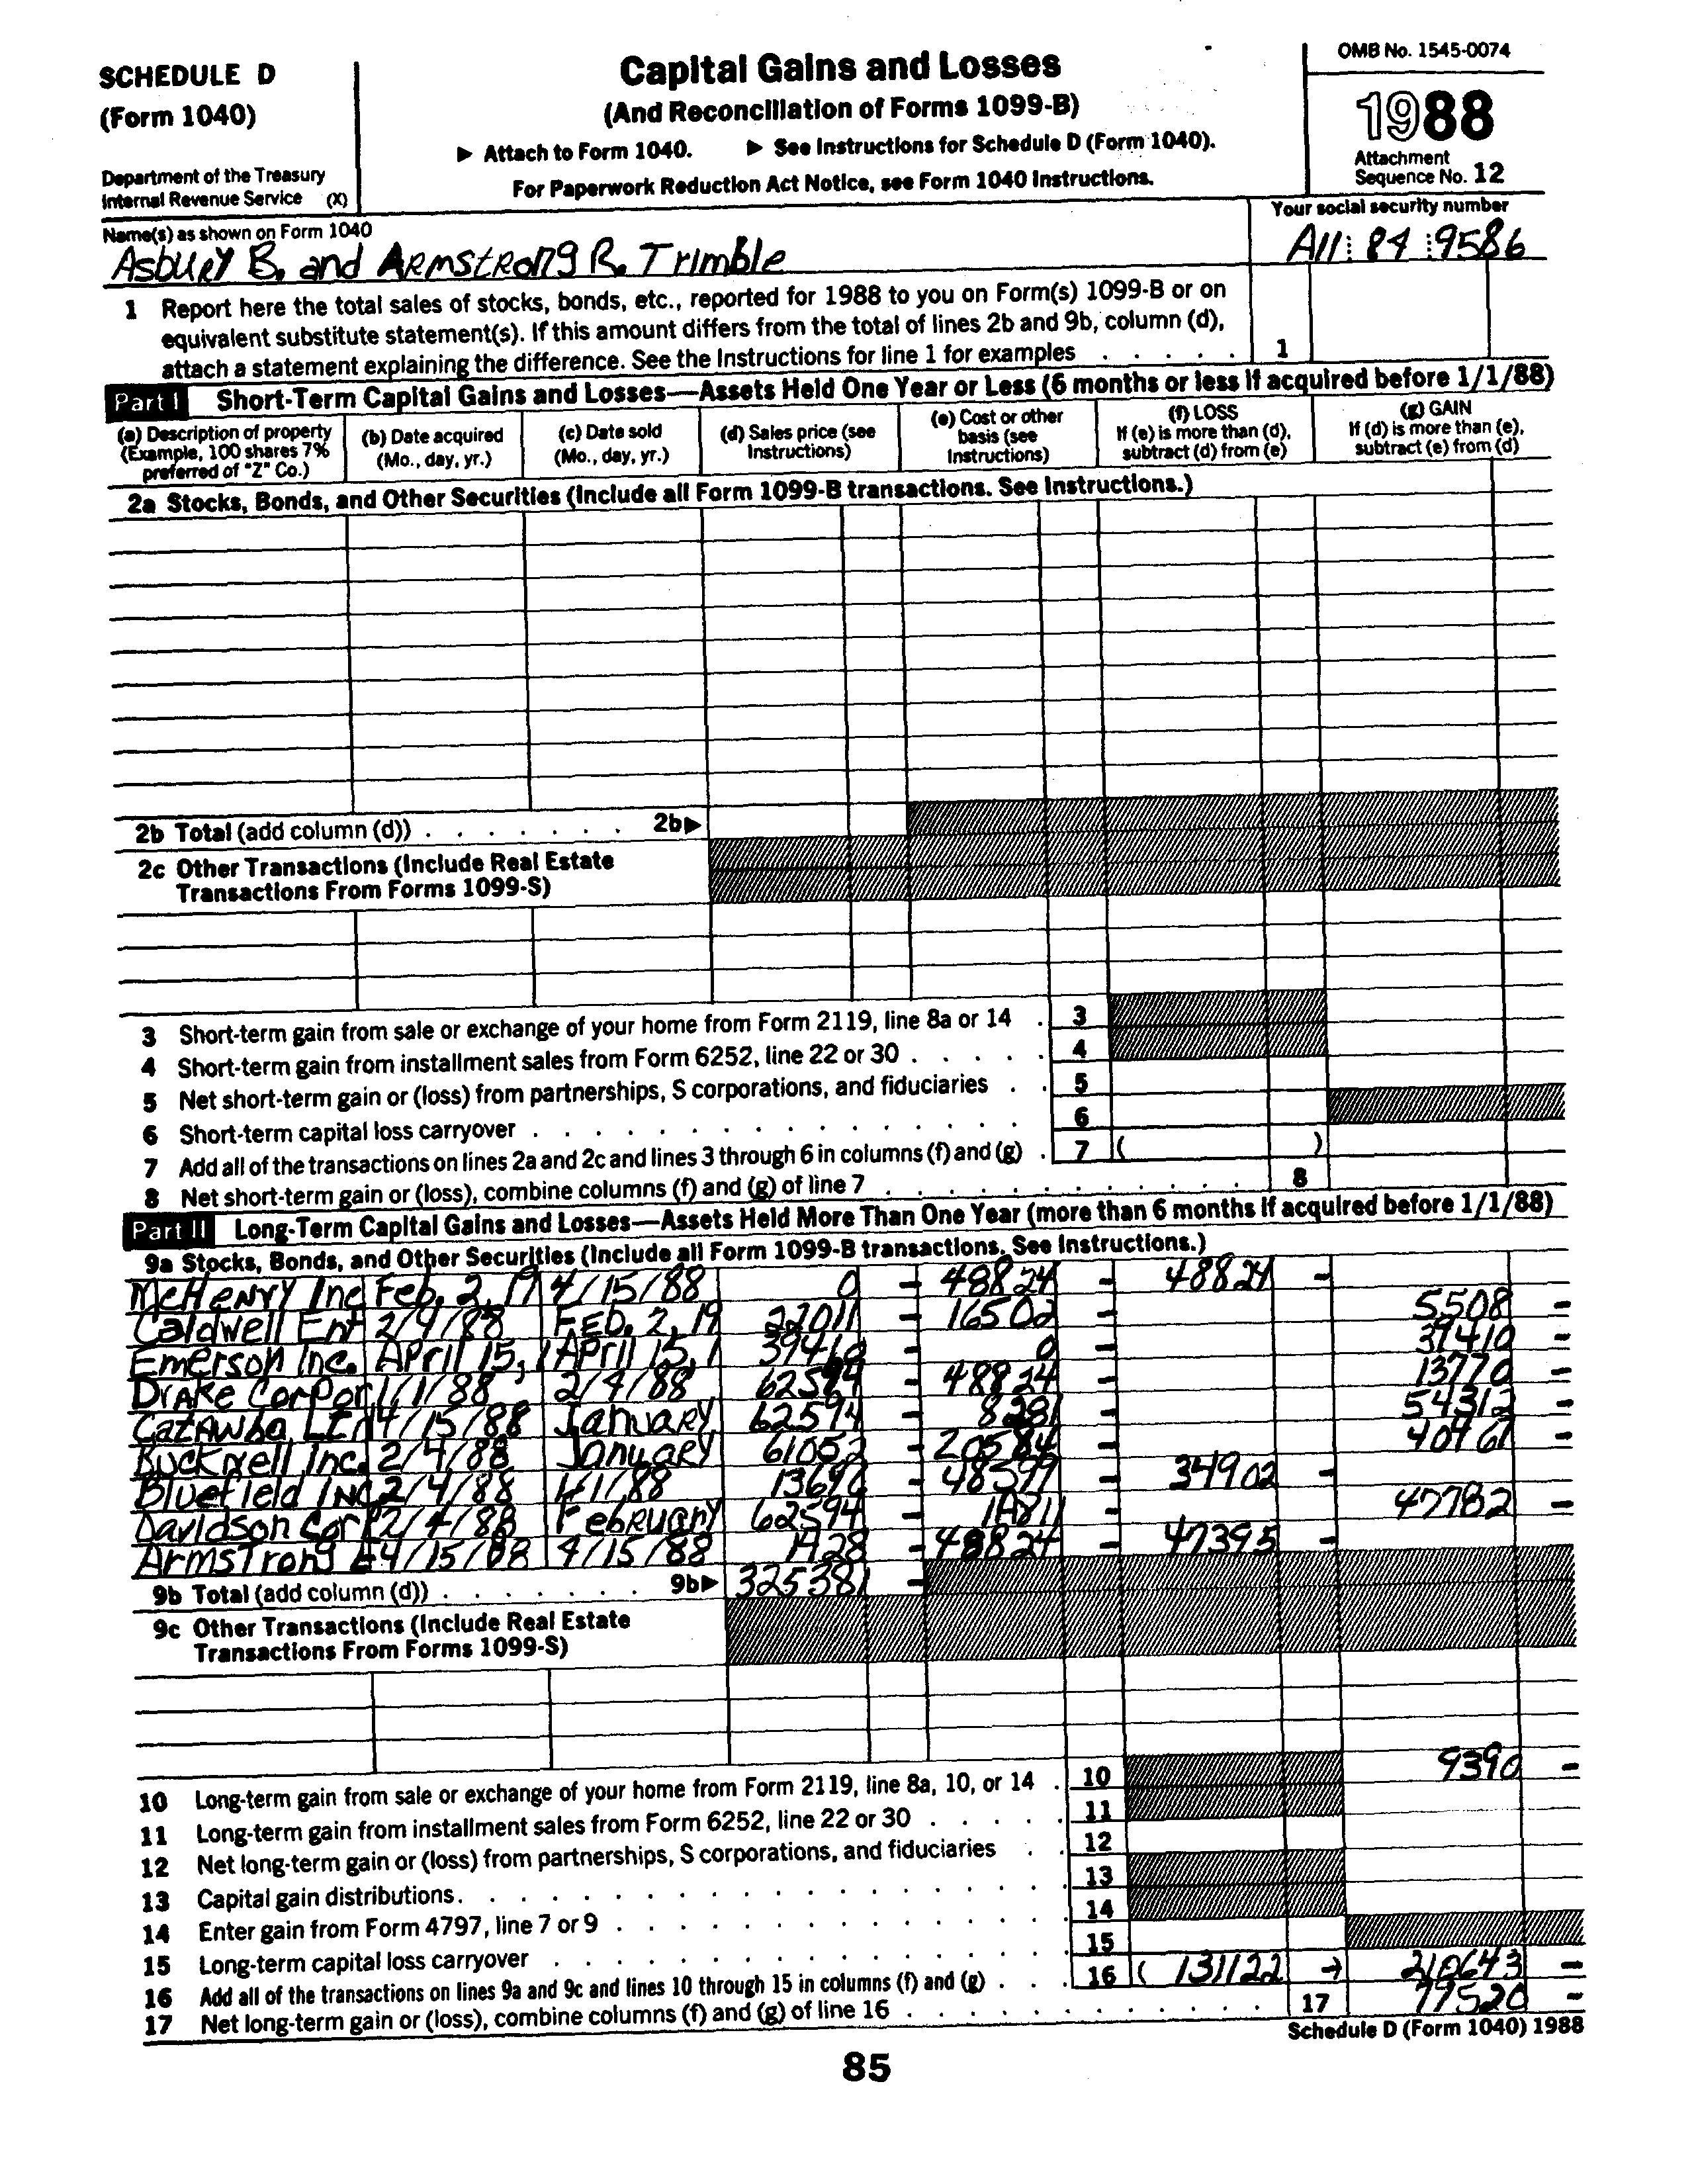 SCHEDULE D
(Form 1040)
Department of the Treasury
Internal Revenue Service (X)
Capital Gains and Losses
(And Reconciliation of Forms 1099-B)
▶ Attach to Form 1040. ▶ See Instructions for Schedule D (Form 1040).
For Paperwork Reduction Act Notice, see Form 1040 Instructions.
OMB No. 1545-0074
1988
Attachment
Sequence No. 12
Name(s) as shown on Form 1040
Asbury B. and Armstrong R. Trimble
Your social security number
A11 84 9586
1 Report here the total sales of stocks, bonds, etc., reported for 1988 to you on Form(s) 1099-B or on
equivalent substitute statement(s). If this amount differs from the total of lines 2b and 9b, column (d),
attach a statement explaining the difference. See the Instructions for line 1 for examples . . . . . 1
Part I Short-Term Capital Gains and Losses—Assets Held One Year or Less (6 months or less if acquired before 1/1/88)
(a) Description of property
(Example, 100 shares 7%
preferred of "Z" Co.)
(b) Date acquired
(Mo., day, yr.)
(c) Date sold
(Mo., day, yr.)
(d) Sales price (see
Instructions)
(e) Cost or other
basis (see
Instructions)
(f) LOSS
If (e) is more than (d),
subtract (d) from (e)
(g) GAIN
If (d) is more than (e),
subtract (e) from (d)
2a Stocks, Bonds, and Other Securities (Include all Form 1099-B transactions. See Instructions.)
2b Total (add column (d)) . . . . . . . 2b▶
2c Other Transactions (Include Real Estate
Transactions From Forms 1099-S)
3 Short-term gain from sale or exchange of your home from Form 2119, line 8a or 14 . 3
4 Short-term gain from installment sales from Form 6252, line 22 or 30 . . . . . 4
5 Net short-term gain or (loss) from partnerships, S corporations, and fiduciaries . . 5
6 Short-term capital loss carryover . . . . . . . . . . . . . . . 6
7 Add all of the transactions on lines 2a and 2c and lines 3 through 6 in columns (f) and (g) . 7 ( )
8 Net short-term gain or (loss), combine columns (f) and (g) of line 7 . . . . . . . . . . . 8
Part II Long-Term Capital Gains and Losses—Assets Held More Than One Year (more than 6 months if acquired before 1/1/88)
9a Stocks, Bonds, and Other Securities (Include all Form 1099-B transactions. See Instructions.)
McHenry Inc Feb. 2, 19 4/15/88 0 - 48824 - 48824 -
Caldwell Ent 2/4/88 FEB. 2, 19 22011 - 16502 - 5508 -
Emerson Inc. April 15, 1 April 15, 1 39410 - 0 - 39410 -
Drake Corpor 1/1/88 2/4/88 62594 - 48824 - 13770 -
Catawba LT 4/15/88 January 62594 - 8281 - 54312 -
Bucknell Inc. 2/4/88 January 61052 - 20584 - 40467 -
Bluefield INC 2/4/88 1/1/88 13696 - 48599 - 34902 -
Davidson Cor 2/4/88 February 62594 - 14811 - 47782 -
Armstrong 4/15/88 4/15/88 1428 - 48824 - 47395 -
9b Total (add column (d)) . . . . . . . 9b▶ 325381 -
9c Other Transactions (Include Real Estate
Transactions From Forms 1099-S)
10 Long-term gain from sale or exchange of your home from Form 2119, line 8a, 10, or 14 . 10 9390 -
11 Long-term gain from installment sales from Form 6252, line 22 or 30 . . . . . 11
12 Net long-term gain or (loss) from partnerships, S corporations, and fiduciaries . . 12
13 Capital gain distributions. . . . . . . . . . . . . . . . . 13
14 Enter gain from Form 4797, line 7 or 9 . . . . . . . . . . . . . 14
15 Long-term capital loss carryover . . . . . . . . . . . . . . . 15
16 Add all of the transactions on lines 9a and 9c and lines 10 through 15 in columns (f) and (g) . . . 16 ( 131122 -) 210643 -
17 Net long-term gain or (loss), combine columns (f) and (g) of line 16 . . . . . . . . . . . 17 79520 -
Schedule D (Form 1040) 1988
85